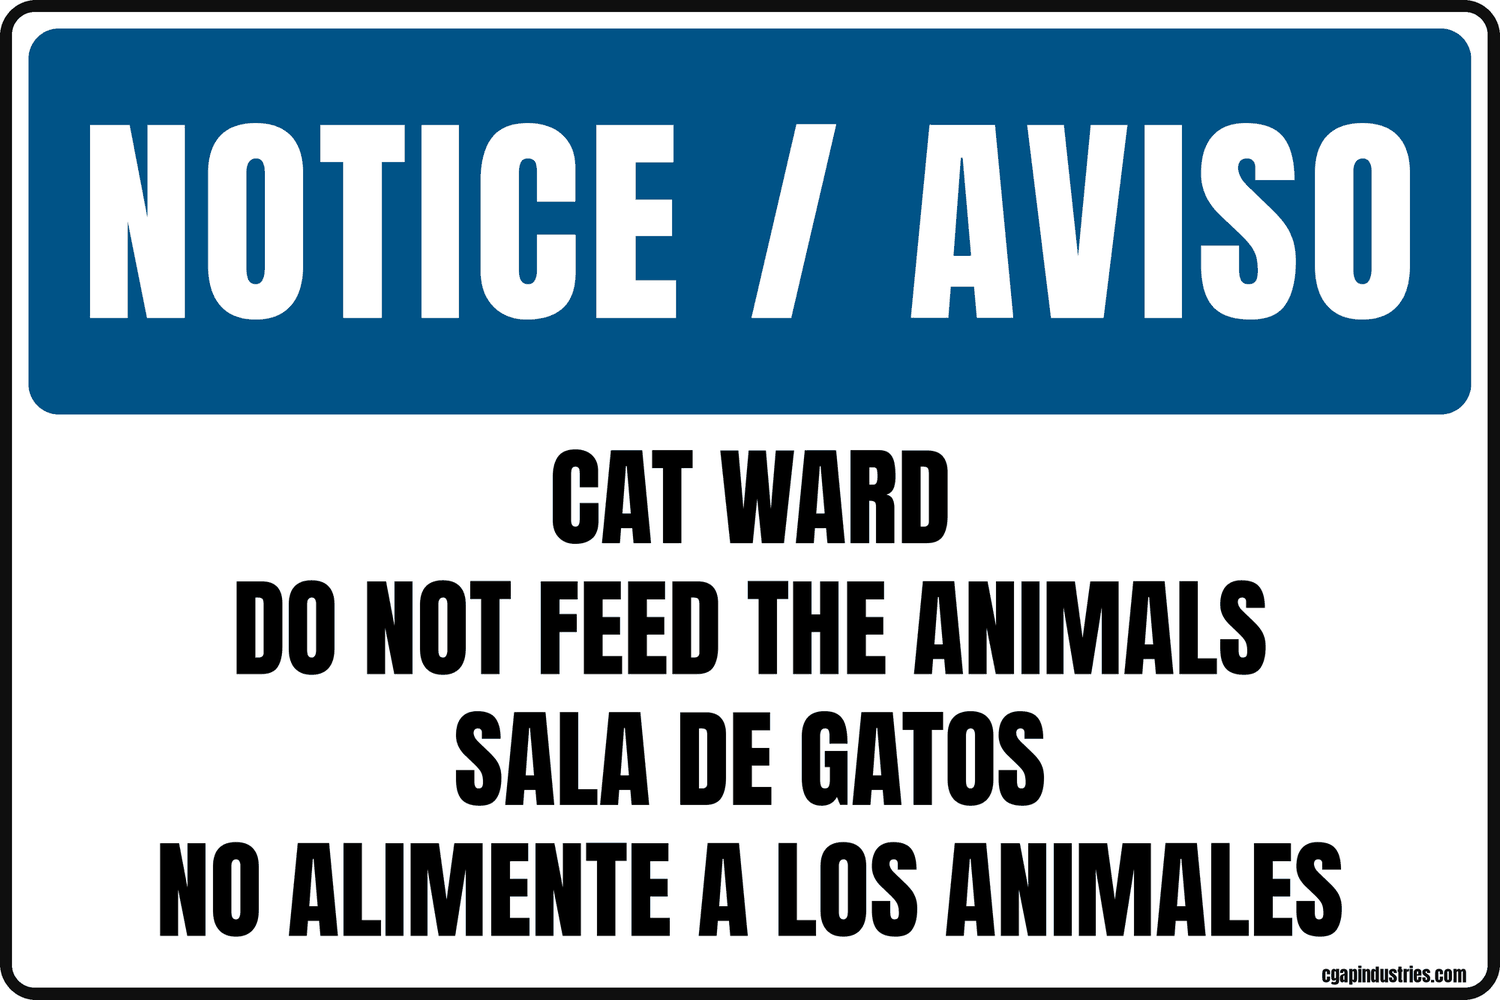 NOTICE / AVISO
CAT WARD
DO NOT FEED THE ANIMALS
SALA DE GATOS
NO ALIMENTE A LOS ANIMALES
cgapindustries.com